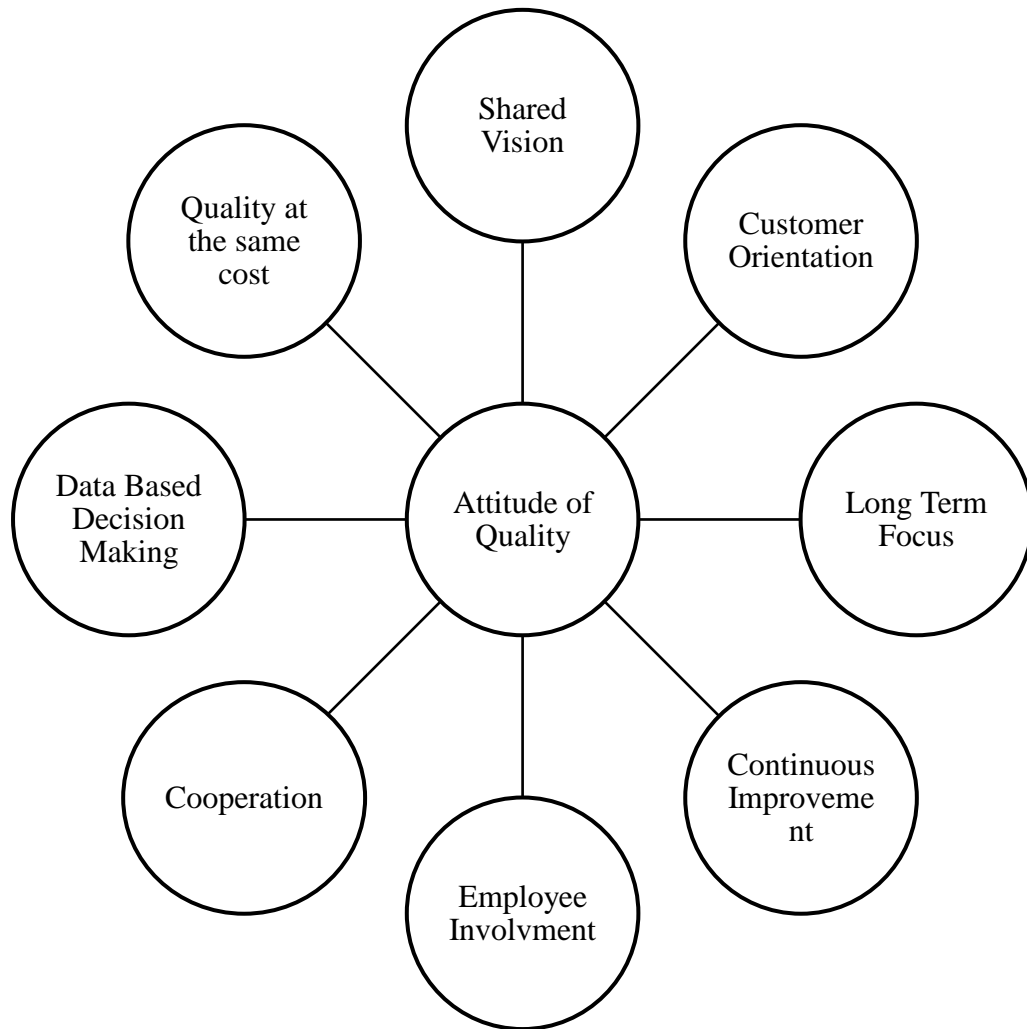 Shared
Vision
Customer
Orientation
Long Term
Focus
Continuous
Improveme
nt
Employee
Involvment
Cooperation
Data Based
Decision
Making
Quality at
the same
cost
Attitude of
Quality